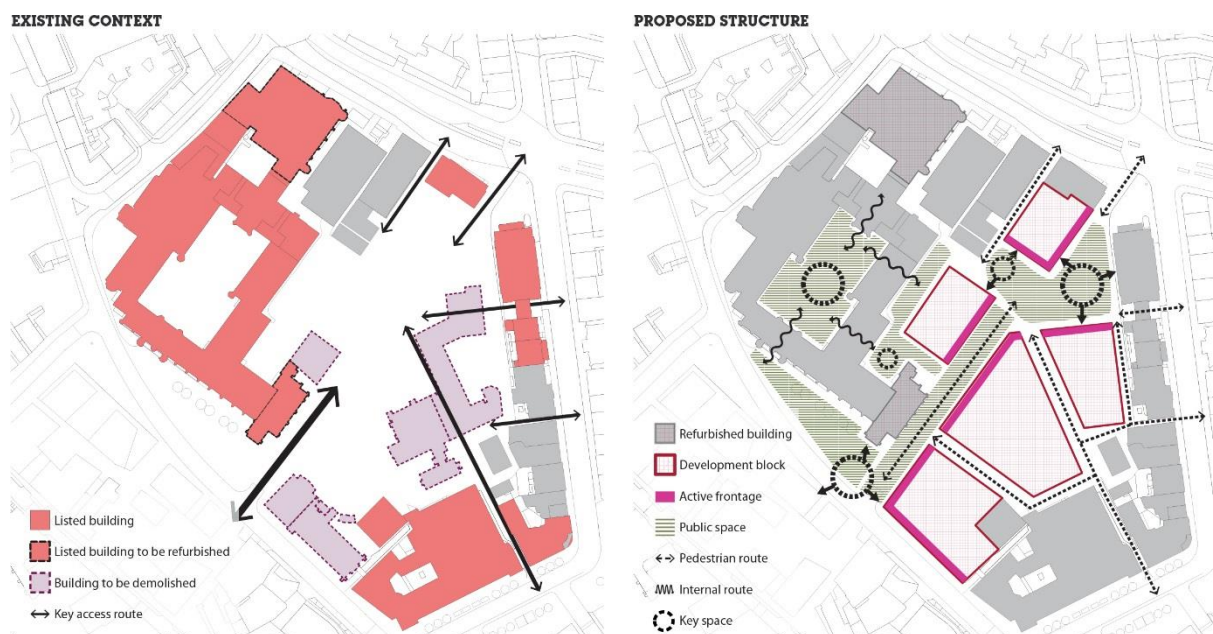 EXISTING CONTEXT
Listed building
Listed building to be refurbished
Building to be demolished
Key access route
PROPOSED STRUCTURE
Refurbished building
Development block
Active frontage
Public space
Pedestrian route
Internal route
Key space